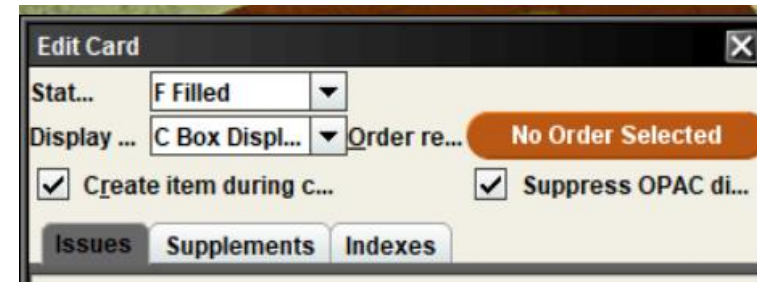 Edit Card
Stat... F Filled
Display ... C Box Displ... Order re... No Order Selected
Create item during c... Suppress OPAC di...
Issues Supplements Indexes